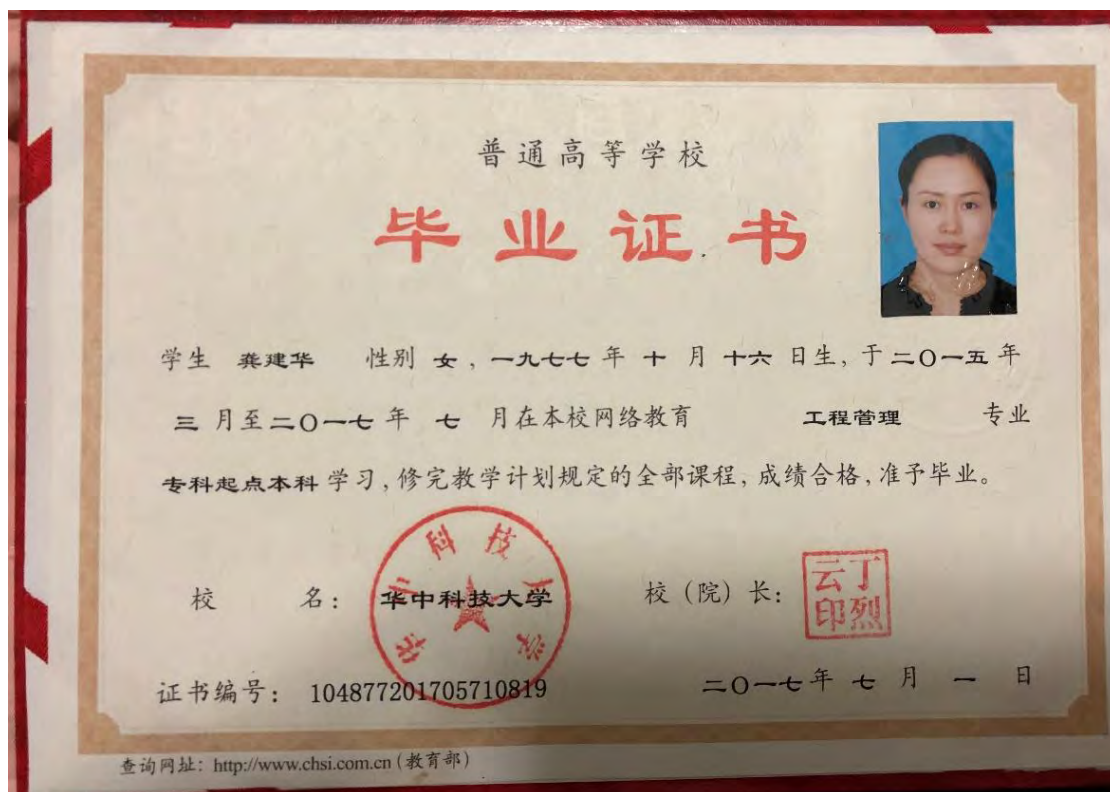 普通高等学校
毕业证书
学生 龚建华 性别 女，一九七七年 十 月 十六 日生，于二〇一五年
三 月至二〇一七年 七 月在本校网络教育 工程管理 专业
专科起点本科 学习，修完教学计划规定的全部课程，成绩合格，准予毕业。
华中科技大学
校 名： 华中科技大学 校（院）长： 丁烈云印
证书编号： 104877201705710819 二〇一七年 七 月 一 日
查询网址：http://www.chsi.com.cn（教育部）